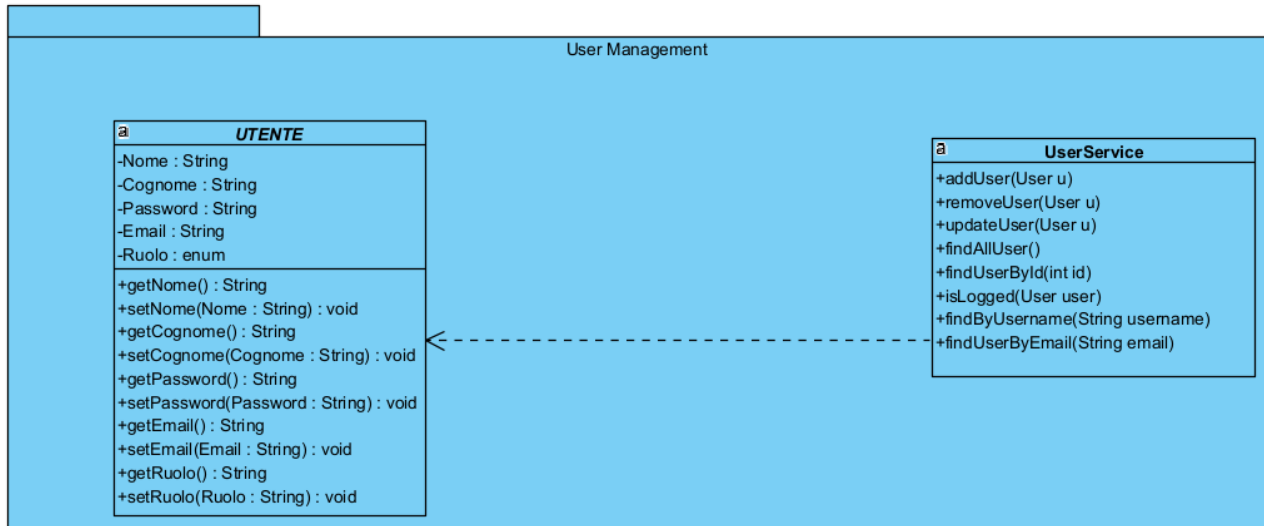 User Management
a
UTENTE
-Nome : String
-Cognome : String
-Password : String
-Email : String
-Ruolo : enum
+getNome() : String
+setNome(Nome : String) : void
+getCognome() : String
+setCognome(Cognome : String) : void
+getPassword() : String
+setPassword(Password : String) : void
+getEmail() : String
+setEmail(Email : String) : void
+getRuolo() : String
+setRuolo(Ruolo : String) : void
a
UserService
+addUser(User u)
+removeUser(User u)
+updateUser(User u)
+findAllUser()
+findUserById(int id)
+isLogged(User user)
+findByUsername(String username)
+findUserByEmail(String email)